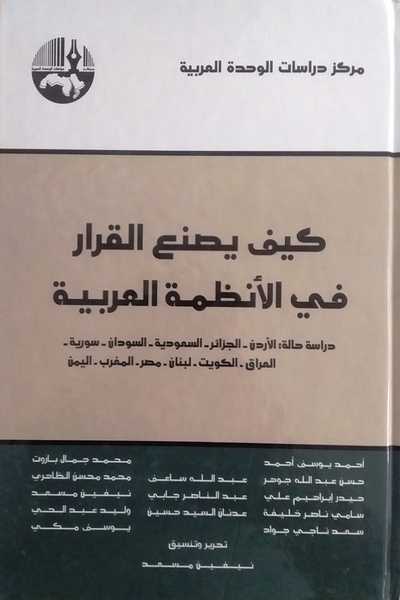 مركز دراسات الوحدة العربية
كيف يصنع القرار
في الأنظمة العربية
دراسة حالة: الأردن - الجزائر - السعودية - السودان - سورية -
العراق - الكويت - لبنان - مصر - المغرب - اليمن
أحمد يوسف أحمد
حسن عبد الله جوهر
حيدر إبراهيم علي
سامي ناصر خليفة
سعد ناجي جواد
عبد الله ساعف
عبد الناصر جابي
عدنان السيد حسين
محمد جمال باروت
محمد محسن الظاهري
نيفين مسعد
وليد عبد الحي
يوسف مكي
تحرير وتنسيق
نيفين مسعد